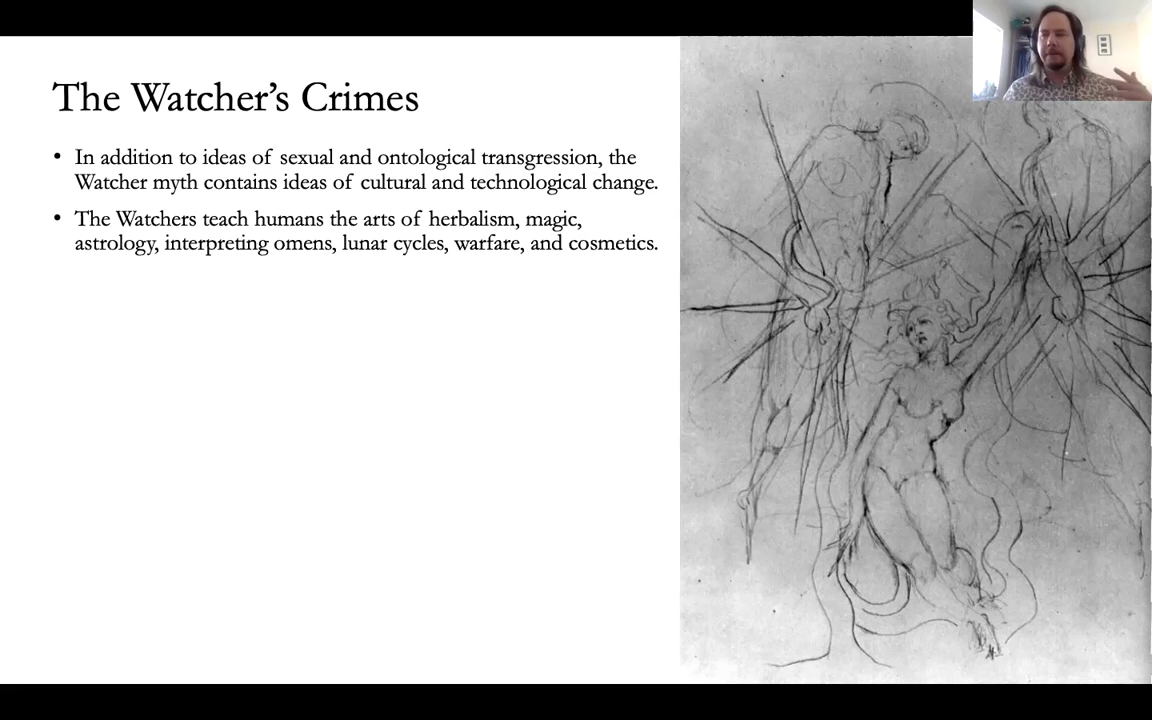 The Watcher’s Crimes
• In addition to ideas of sexual and ontological transgression, the
Watcher myth contains ideas of cultural and technological change.
• The Watchers teach humans the arts of herbalism, magic,
astrology, interpreting omens, lunar cycles, warfare, and cosmetics.